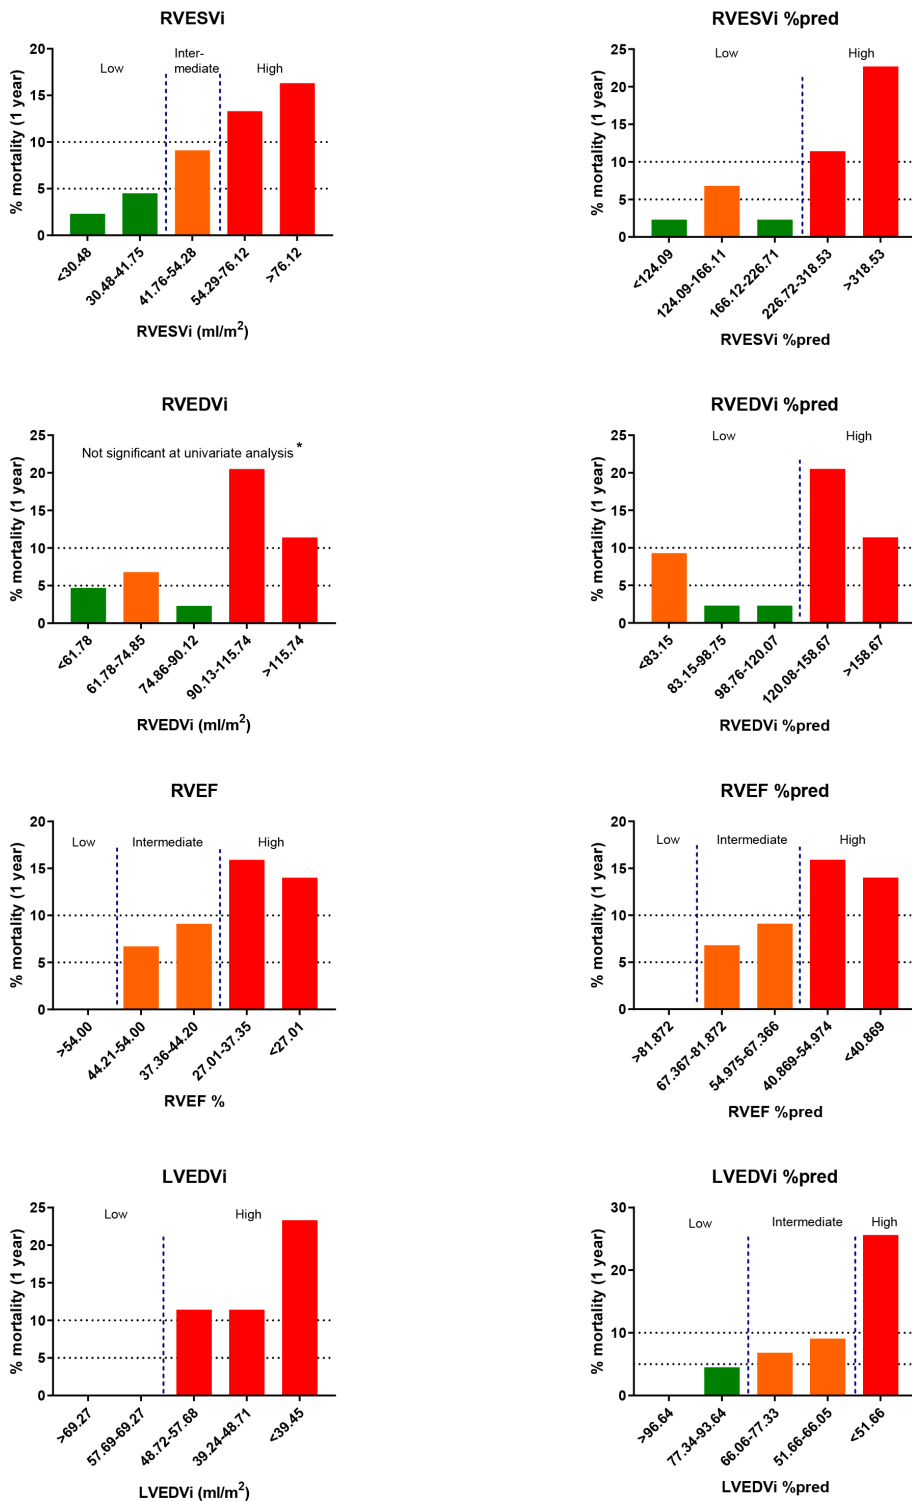 RVESVi
% mortality (1 year)
20
15
10
5
0
Low
Inter-
mediate
High
<30.48
30.48-41.75
41.76-54.28
54.29-76.12
>76.12
RVESVi (ml/m²)
RVESVi %pred
% mortality (1 year)
25
20
15
10
5
0
Low
High
<124.09
124.09-166.11
166.12-226.71
226.72-318.53
>318.53
RVESVi %pred
RVEDVi
% mortality (1 year)
25
20
15
10
5
0
Not significant at univariate analysis *
<61.78
61.78-74.85
74.86-90.12
90.13-115.74
>115.74
RVEDVi (ml/m²)
RVEDVi %pred
% mortality (1 year)
25
20
15
10
5
0
Low
High
<83.15
83.15-98.75
98.76-120.07
120.08-158.67
>158.67
RVEDVi %pred
RVEF
% mortality (1 year)
20
15
10
5
0
Low
Intermediate
High
>54.00
44.21-54.00
37.36-44.20
27.01-37.35
<27.01
RVEF %
RVEF %pred
% mortality (1 year)
20
15
10
5
0
Low
Intermediate
High
>81.872
67.367-81.872
54.975-67.366
40.869-54.974
<40.869
RVEF %pred
LVEDVi
% mortality (1 year)
25
20
15
10
5
0
Low
High
>69.27
57.69-69.27
48.72-57.68
39.24-48.71
<39.45
LVEDVi (ml/m²)
LVEDVi %pred
% mortality (1 year)
30
20
10
0
Low
Intermediate
High
>96.64
77.34-93.64
66.06-77.33
51.66-66.05
<51.66
LVEDVi %pred